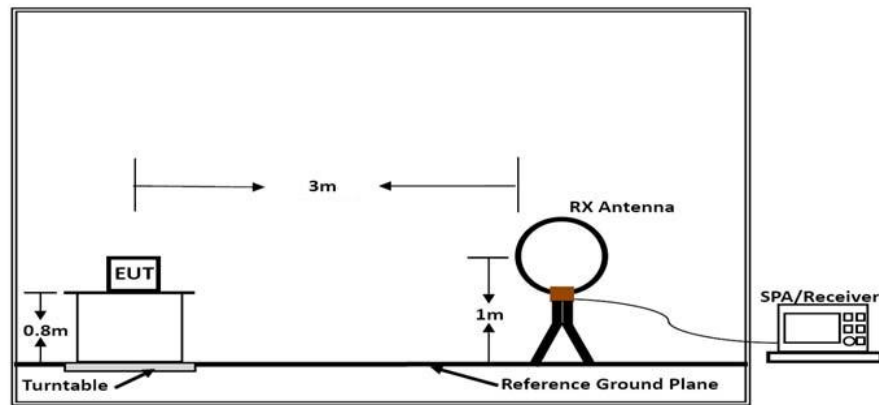 3m
RX Antenna
EUT
SPA/Receiver
0.8m
1m
Turntable
Reference Ground Plane